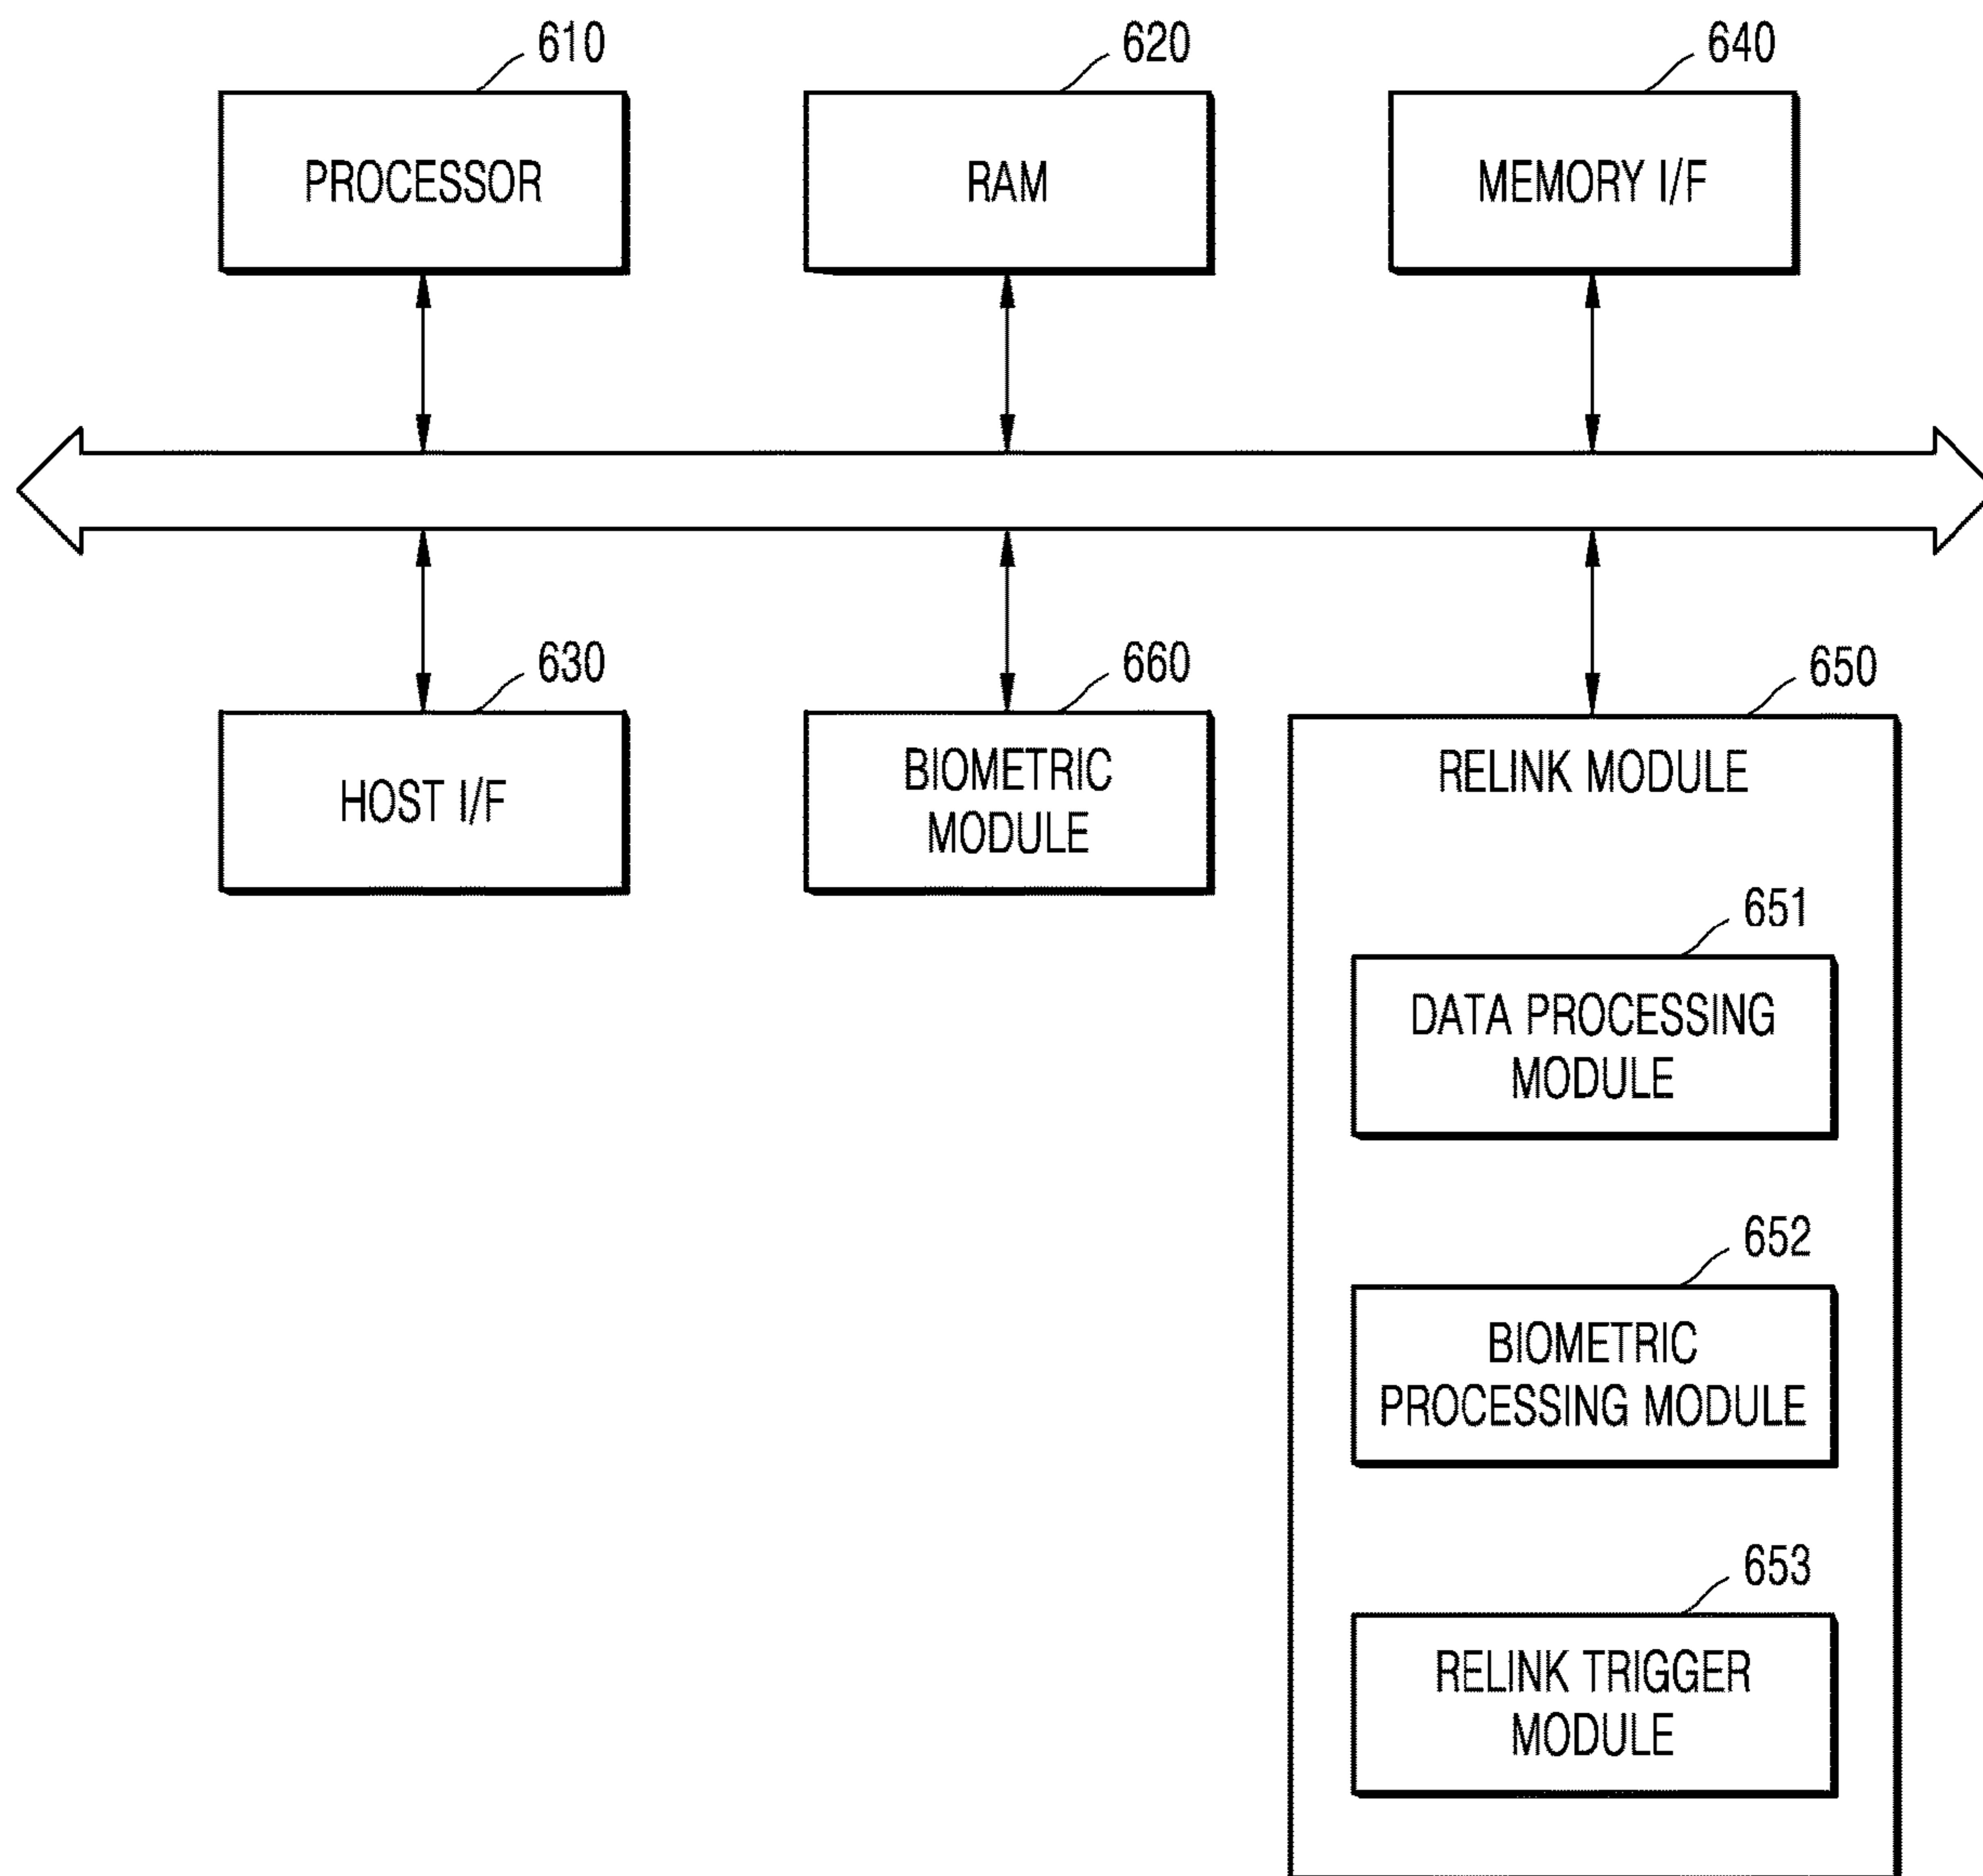 610
PROCESSOR
620
RAM
640
MEMORY I/F
630
HOST I/F
660
BIOMETRIC
MODULE
650
RELINK MODULE
651
DATA PROCESSING
MODULE
652
BIOMETRIC
PROCESSING MODULE
653
RELINK TRIGGER
MODULE